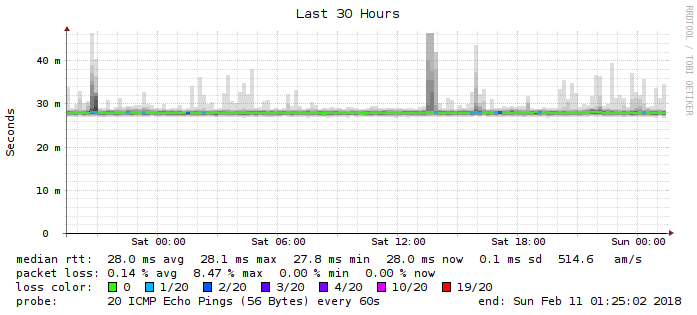 Last 30 Hours
RRDTOOL / TOBI OETIKER
Seconds
40 m
30 m
20 m
10 m
0
Sat 00:00 Sat 06:00 Sat 12:00 Sat 18:00 Sun 00:00
median rtt: 28.0 ms avg 28.1 ms max 27.8 ms min 28.0 ms now 0.1 ms sd 514.6 am/s
packet loss: 0.14 % avg 8.47 % max 0.00 % min 0.00 % now
loss color: 0 1/20 2/20 3/20 4/20 10/20 19/20
probe: 20 ICMP Echo Pings (56 Bytes) every 60s end: Sun Feb 11 01:25:02 2018